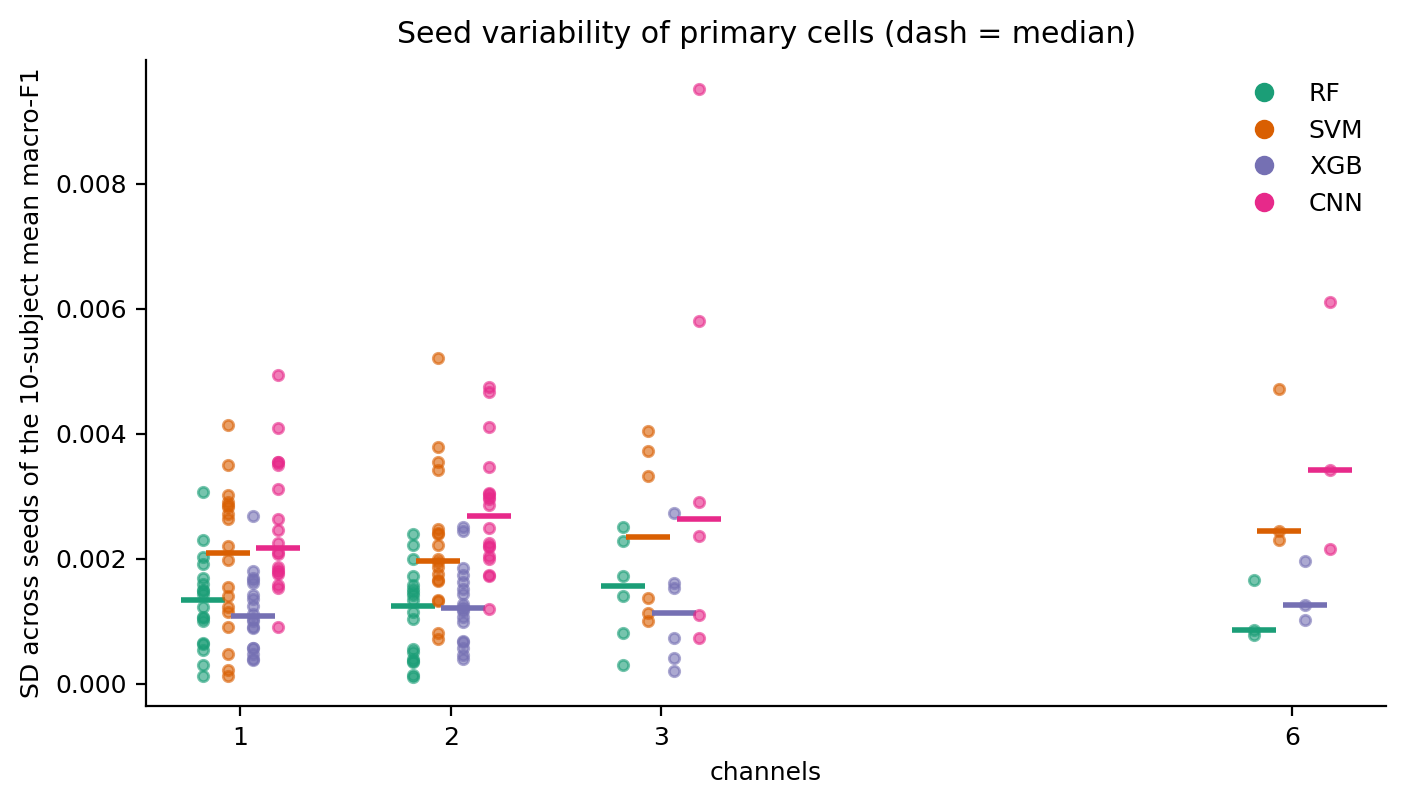 Seed variability of primary cells (dash = median)
SD across seeds of the 10-subject mean macro-F1
0.008
0.006
0.004
0.002
0.000
RF
SVM
XGB
CNN
1 2 3 6
channels